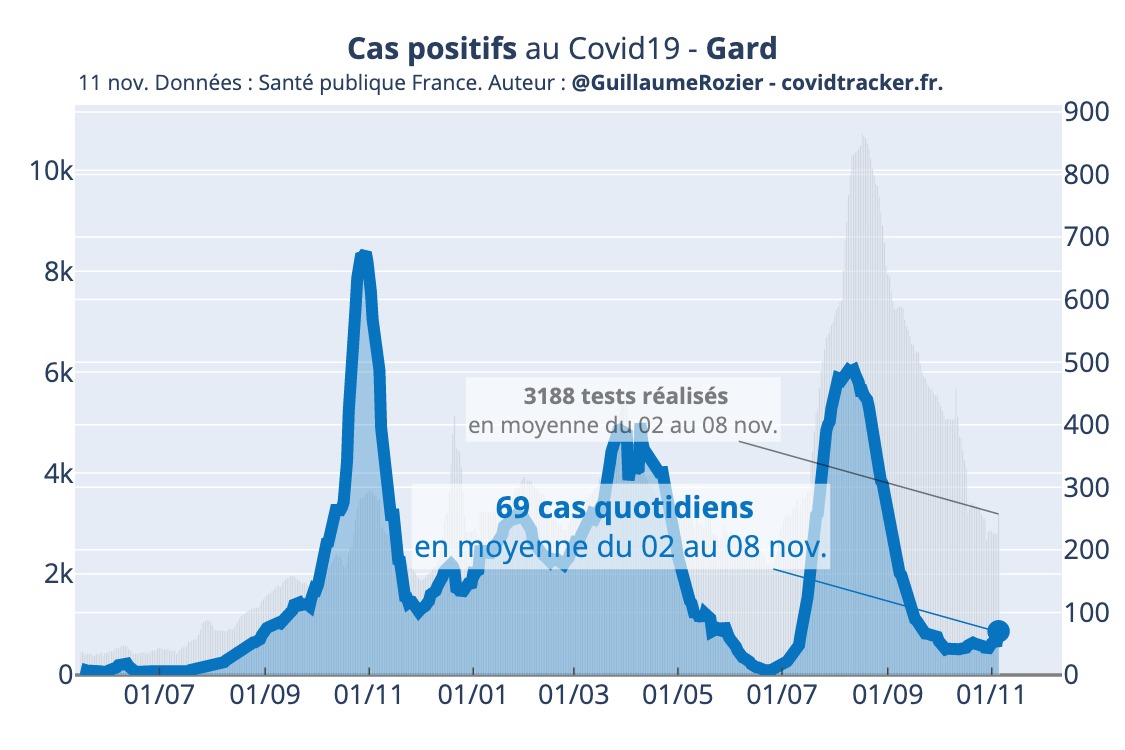 Cas positifs au Covid19 - Gard
11 nov. Données : Santé publique France. Auteur : @GuillaumeRozier - covidtracker.fr.
900
10k
800
700
8k
600
6k
500
3188 tests réalisés
en moyenne du 02 au 08 nov.
400
4k
300
69 cas quotidiens
en moyenne du 02 au 08 nov.
200
2k
100
0
0
01/07 01/09 01/11 01/01 01/03 01/05 01/07 01/09 01/11